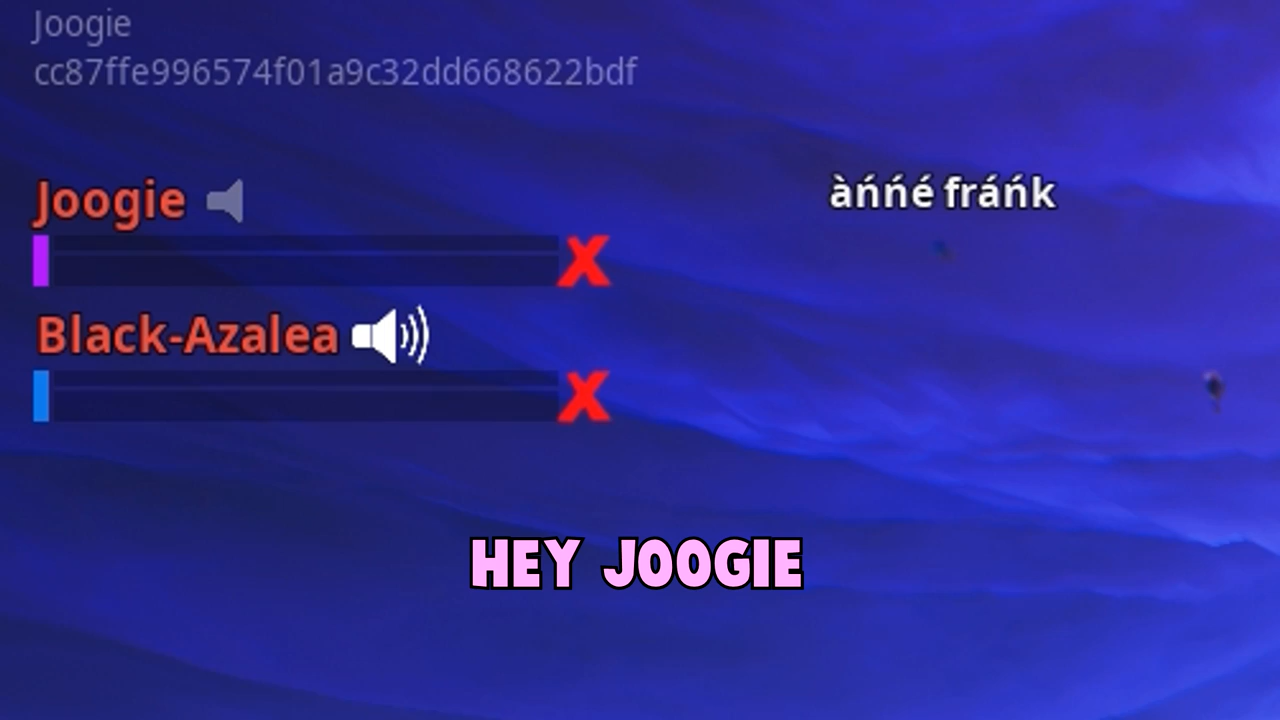 Joogie
cc87ffe996574f01a9c32dd668622bdf
Joogie
àńńé fráńk
X
Black-Azalea
X
HEY JOOGIE